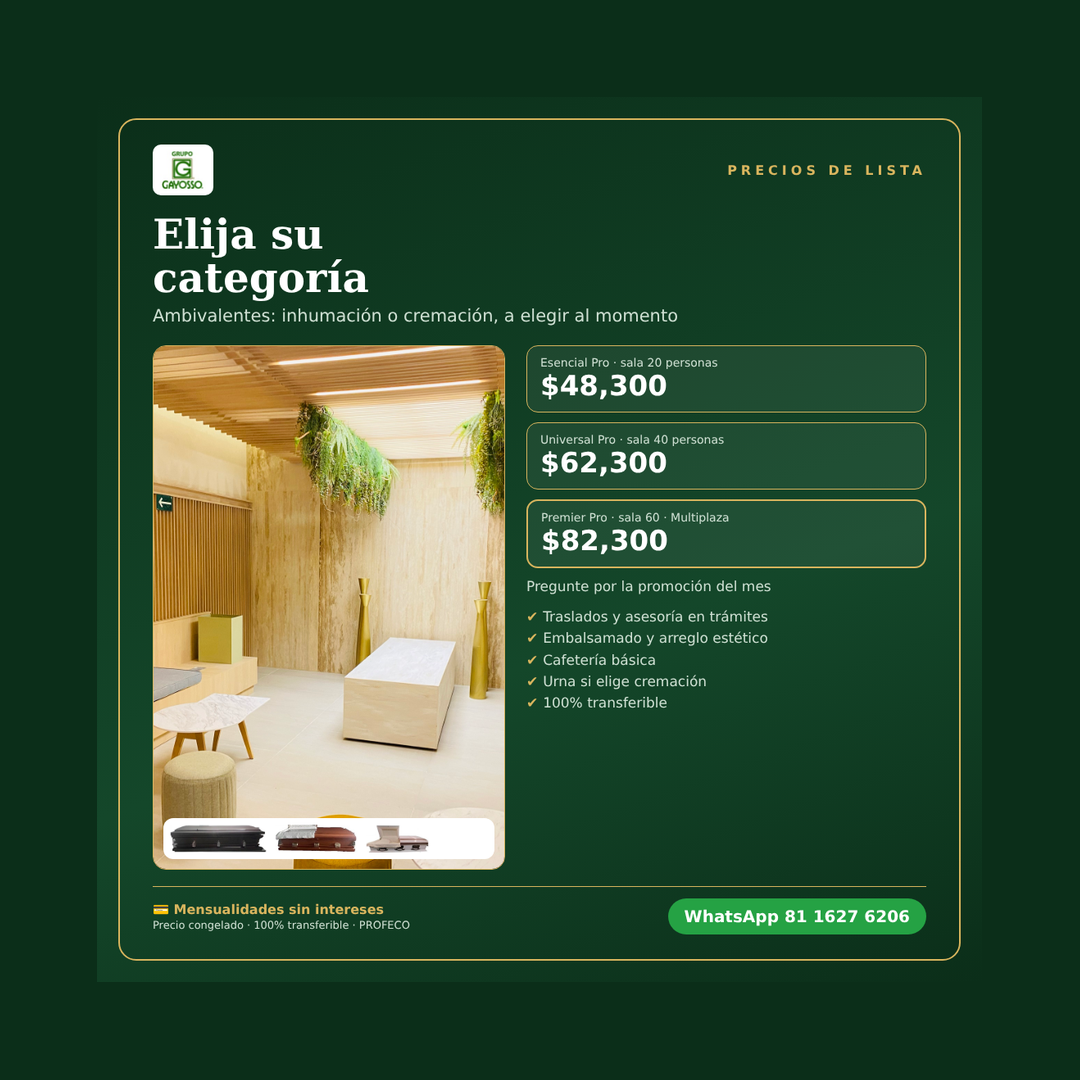 GRUPO
GAYOSSO
PRECIOS DE LISTA
Elija su
categoría
Ambivalentes: inhumación o cremación, a elegir al momento
Esencial Pro · sala 20 personas
$48,300
Universal Pro · sala 40 personas
$62,300
Premier Pro · sala 60 · Multiplaza
$82,300
Pregunte por la promoción del mes
✔ Traslados y asesoría en trámites
✔ Embalsamado y arreglo estético
✔ Cafetería básica
✔ Urna si elige cremación
✔ 100% transferible
💳 Mensualidades sin intereses
Precio congelado · 100% transferible · PROFECO
WhatsApp 81 1627 6206